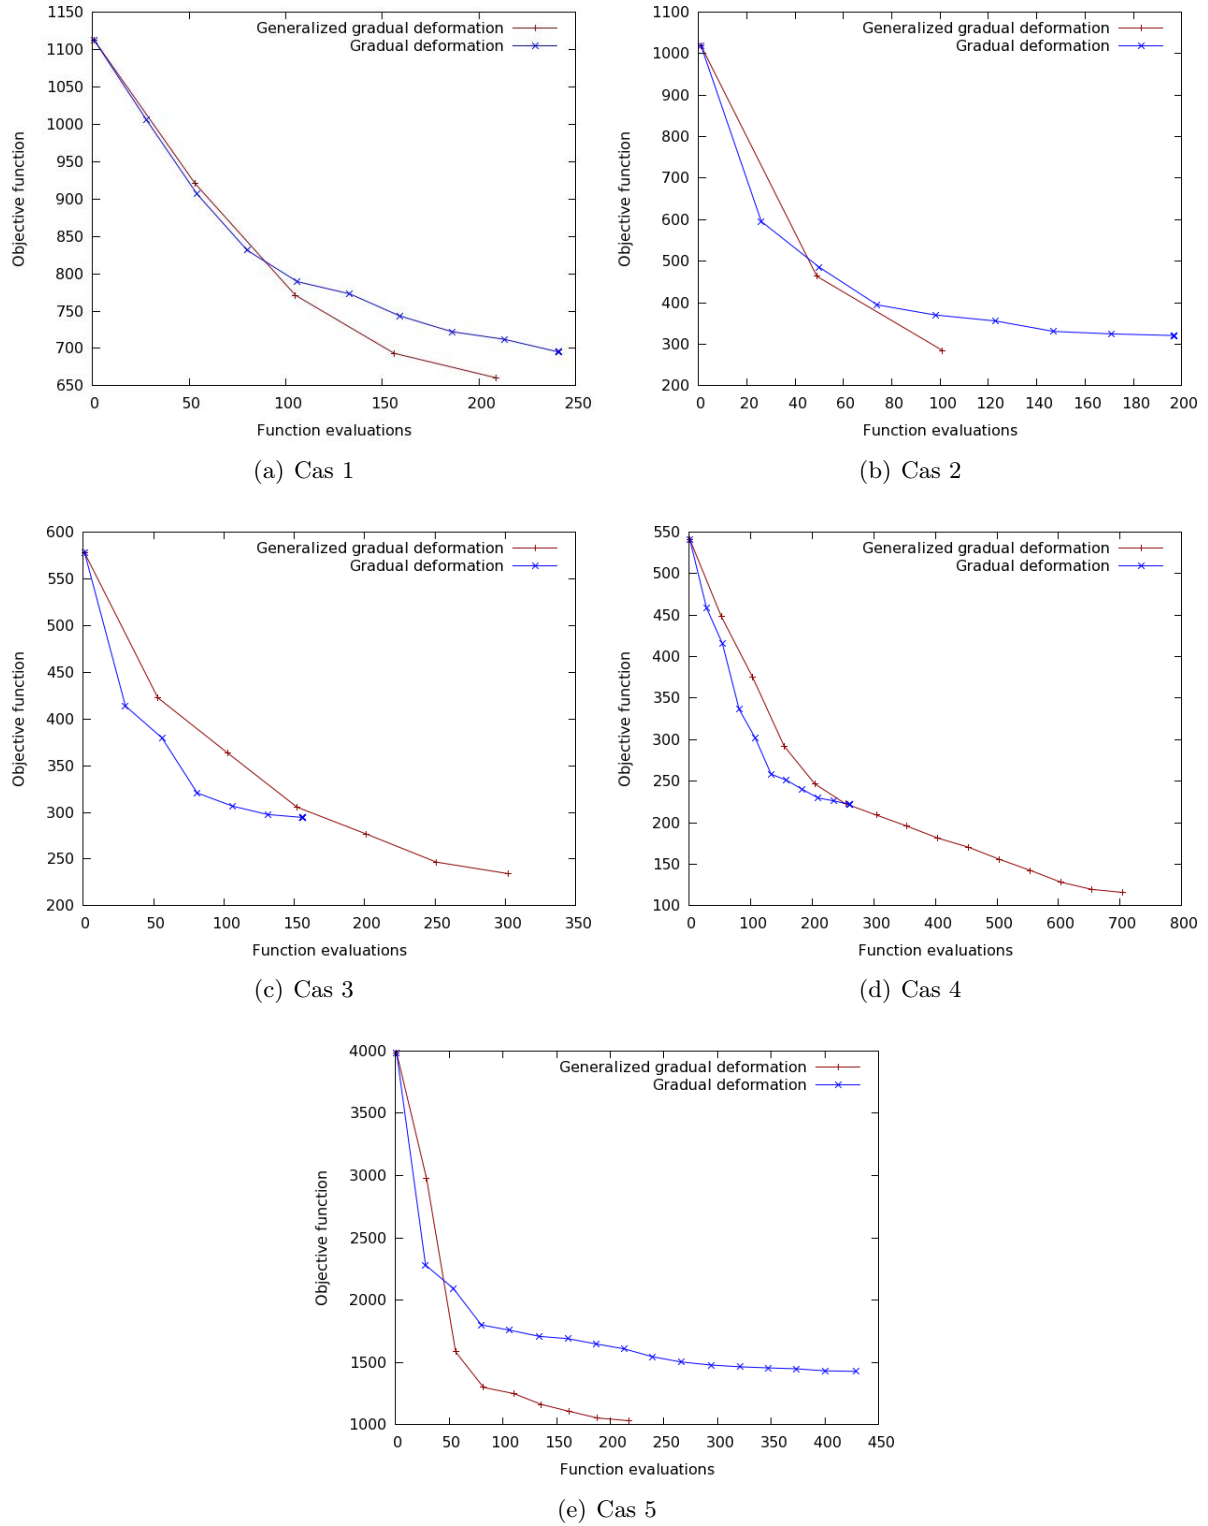 1150
1100
1050
1000
950
900
850
800
750
700
650
0 50 100 150 200 250
Objective function
Function evaluations
Generalized gradual deformation
Gradual deformation
(a) Cas 1
1100
1000
900
800
700
600
500
400
300
200
0 20 40 60 80 100 120 140 160 180 200
Objective function
Function evaluations
Generalized gradual deformation
Gradual deformation
(b) Cas 2
600
550
500
450
400
350
300
250
200
0 50 100 150 200 250 300 350
Objective function
Function evaluations
Generalized gradual deformation
Gradual deformation
(c) Cas 3
550
500
450
400
350
300
250
200
150
100
0 100 200 300 400 500 600 700 800
Objective function
Function evaluations
Generalized gradual deformation
Gradual deformation
(d) Cas 4
4000
3500
3000
2500
2000
1500
1000
0 50 100 150 200 250 300 350 400 450
Objective function
Function evaluations
Generalized gradual deformation
Gradual deformation
(e) Cas 5